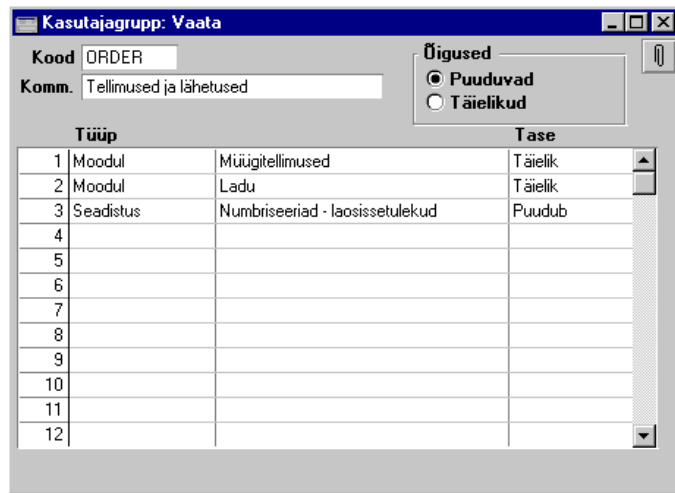 Kasutajagrupp: Vaata
Kood ORDER
Komm. Tellimused ja lähetused
Õigused
Puuduvad
Täielikud
Tüüp Tase
1 Moodul Müügitellimused Täielik
2 Moodul Ladu Täielik
3 Seadistus Numbriseeriad - laosissetulekud Puudub
4
5
6
7
8
9
10
11
12